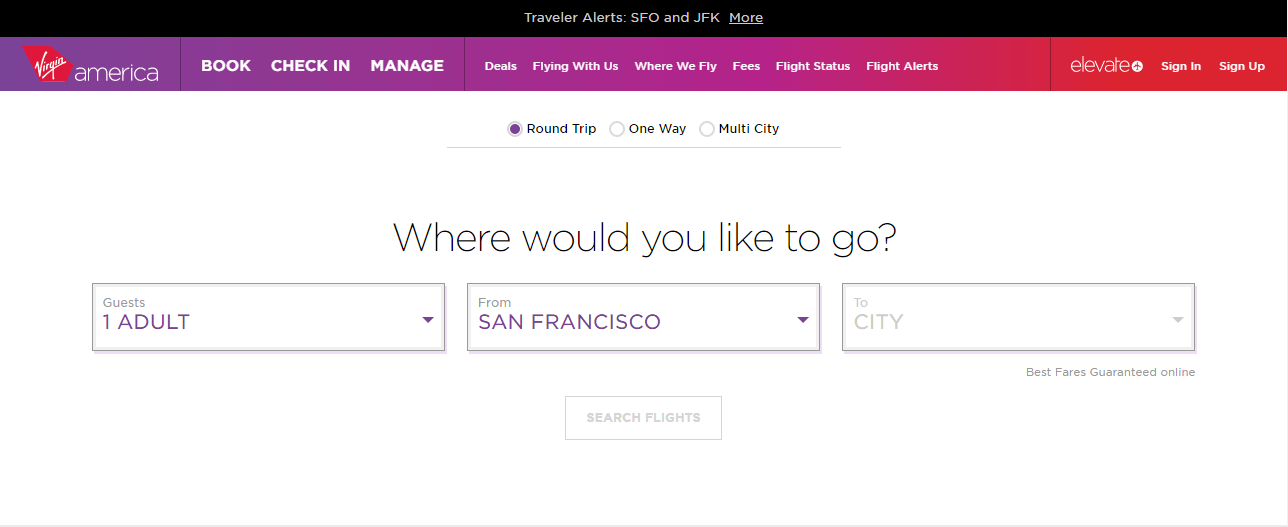 Traveler Alerts: SFO and JFK More
Virgin america BOOK CHECK IN MANAGE Deals Flying With Us Where We Fly Fees Flight Status Flight Alerts elevate Sign In Sign Up
Round Trip One Way Multi City
Where would you like to go?
Guests From To
1 ADULT SAN FRANCISCO CITY
Best Fares Guaranteed online
SEARCH FLIGHTS